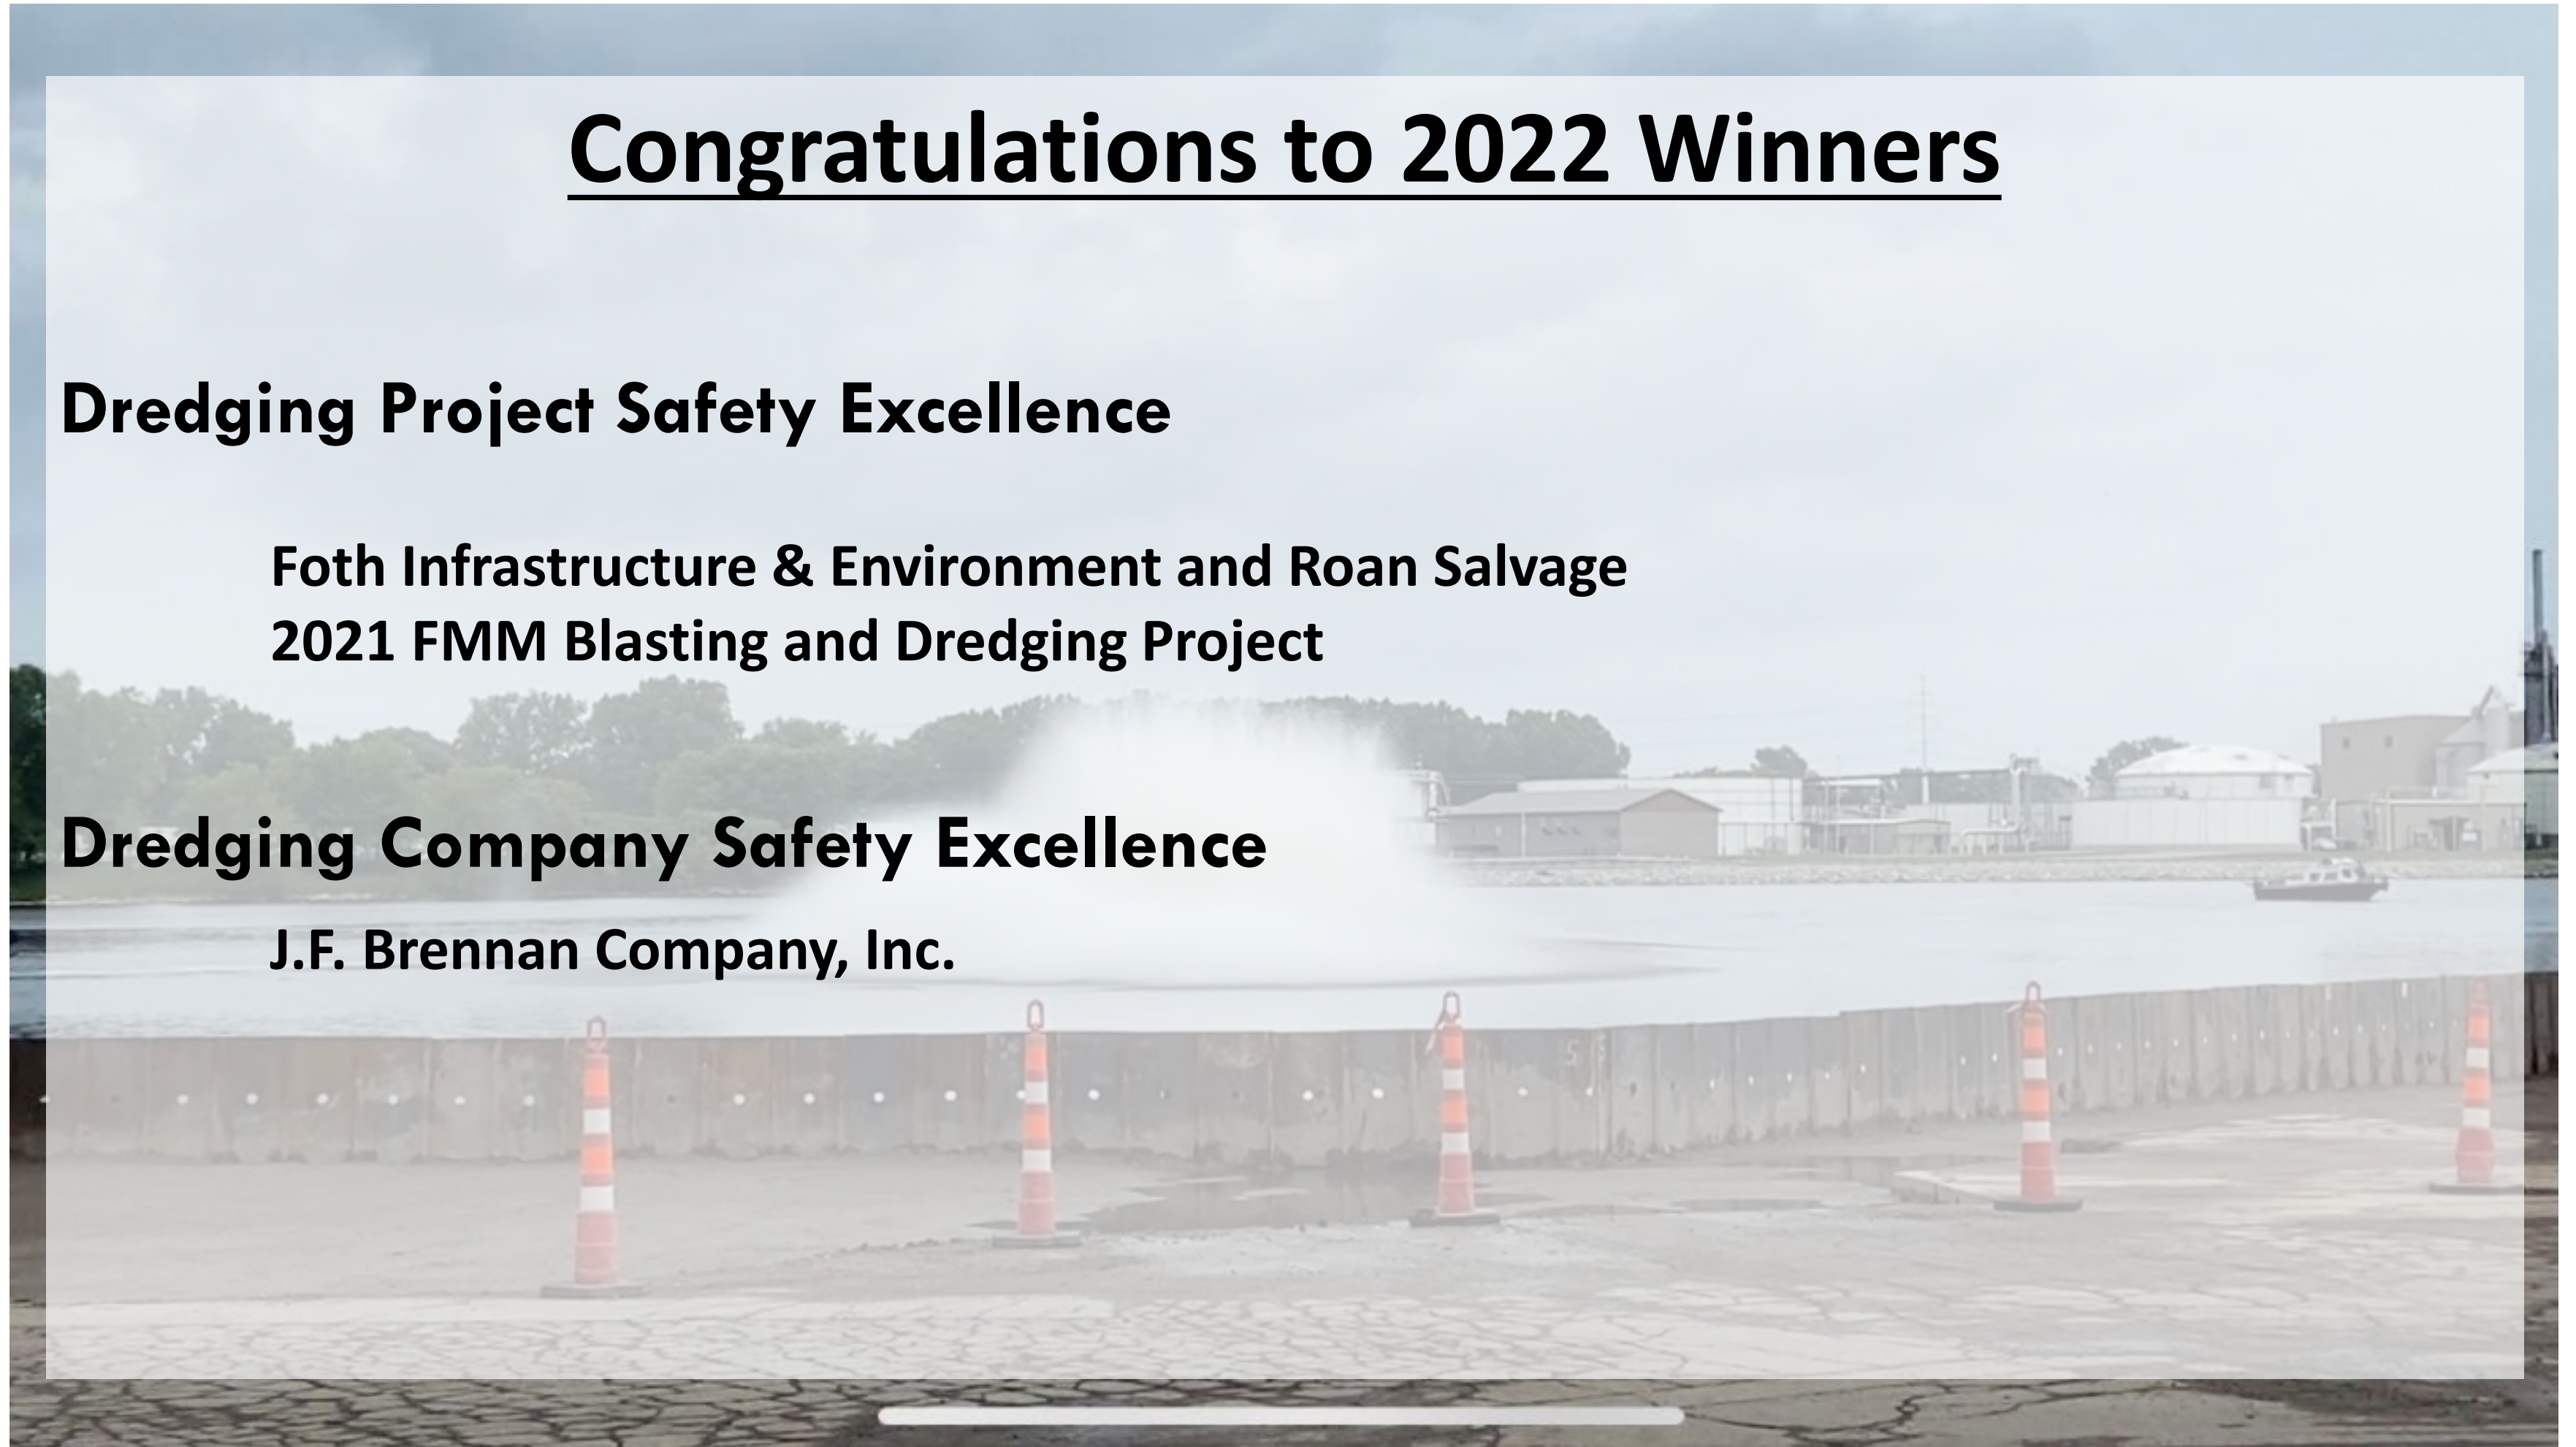 Congratulations to 2022 Winners
Dredging Project Safety Excellence
Foth Infrastructure & Environment and Roan Salvage
2021 FMM Blasting and Dredging Project
Dredging Company Safety Excellence
J.F. Brennan Company, Inc.